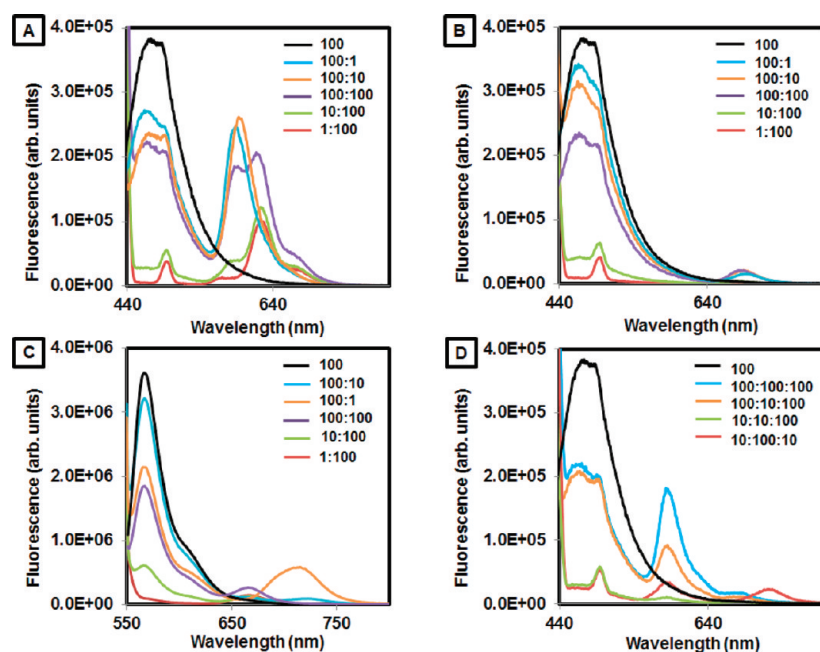 A
4.0E+05
3.0E+05
2.0E+05
1.0E+05
0.0E+00
440
640
Fluorescence (arb. units)
Wavelength (nm)
100
100:1
100:10
100:100
10:100
1:100
B
4.0E+05
3.0E+05
2.0E+05
1.0E+05
0.0E+00
440
640
Fluorescence (arb. units)
Wavelength (nm)
100
100:1
100:10
100:100
10:100
1:100
C
4.0E+06
3.0E+06
2.0E+06
1.0E+06
0.0E+00
550
650
750
Fluorescence (arb. units)
Wavelength (nm)
100
100:10
100:1
100:100
10:100
1:100
D
4.0E+05
3.0E+05
2.0E+05
1.0E+05
0.0E+00
440
640
Fluorescence (arb. units)
Wavelength (nm)
100
100:100:100
100:10:100
10:10:100
10:100:10